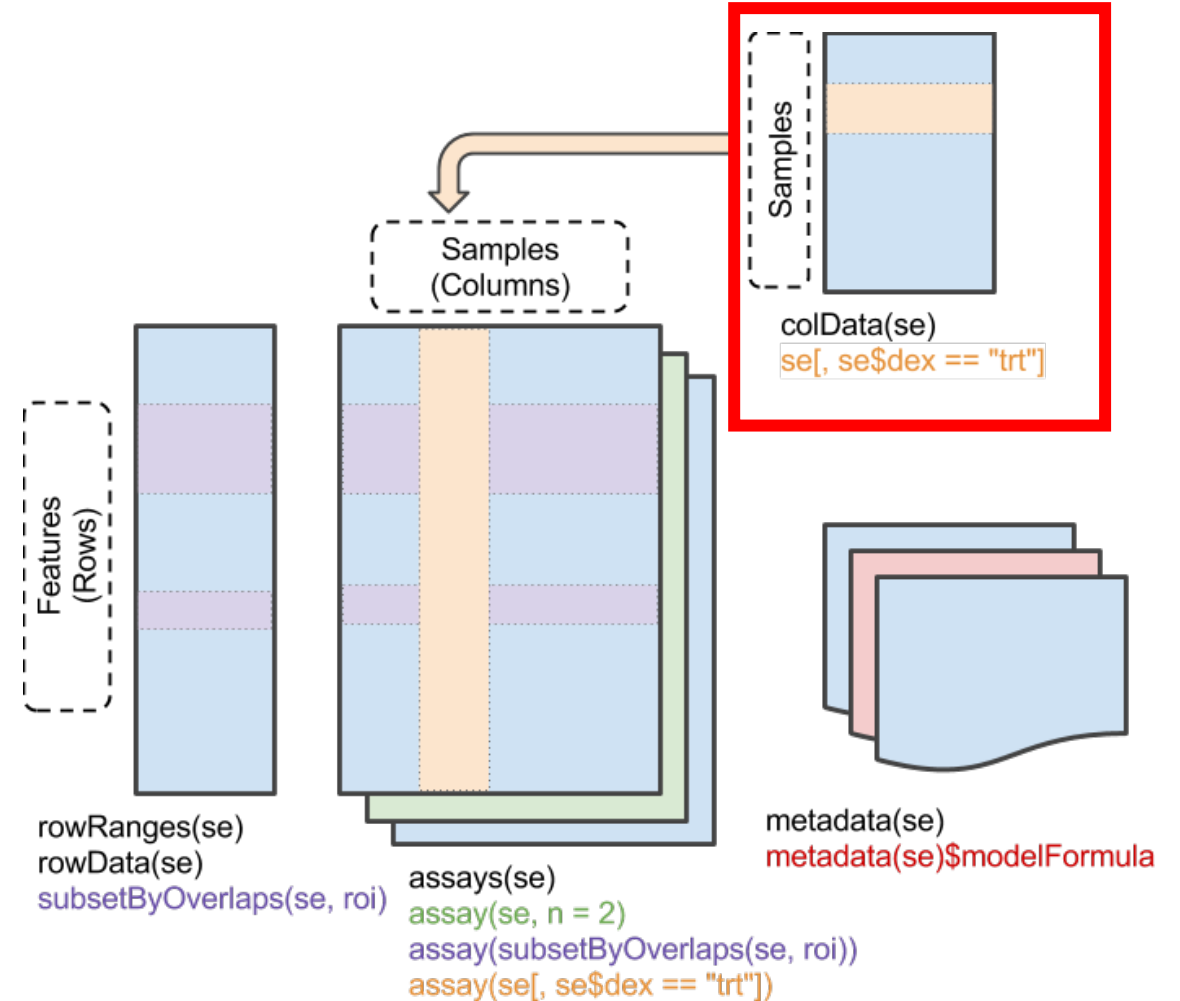 Samples
colData(se)
se[, se$dex == "trt"]
Samples
(Columns)
Features
(Rows)
rowRanges(se)
rowData(se)
subsetByOverlaps(se, roi)
assays(se)
assay(se, n = 2)
assay(subsetByOverlaps(se, roi))
assay(se[, se$dex == "trt"])
metadata(se)
metadata(se)$modelFormula